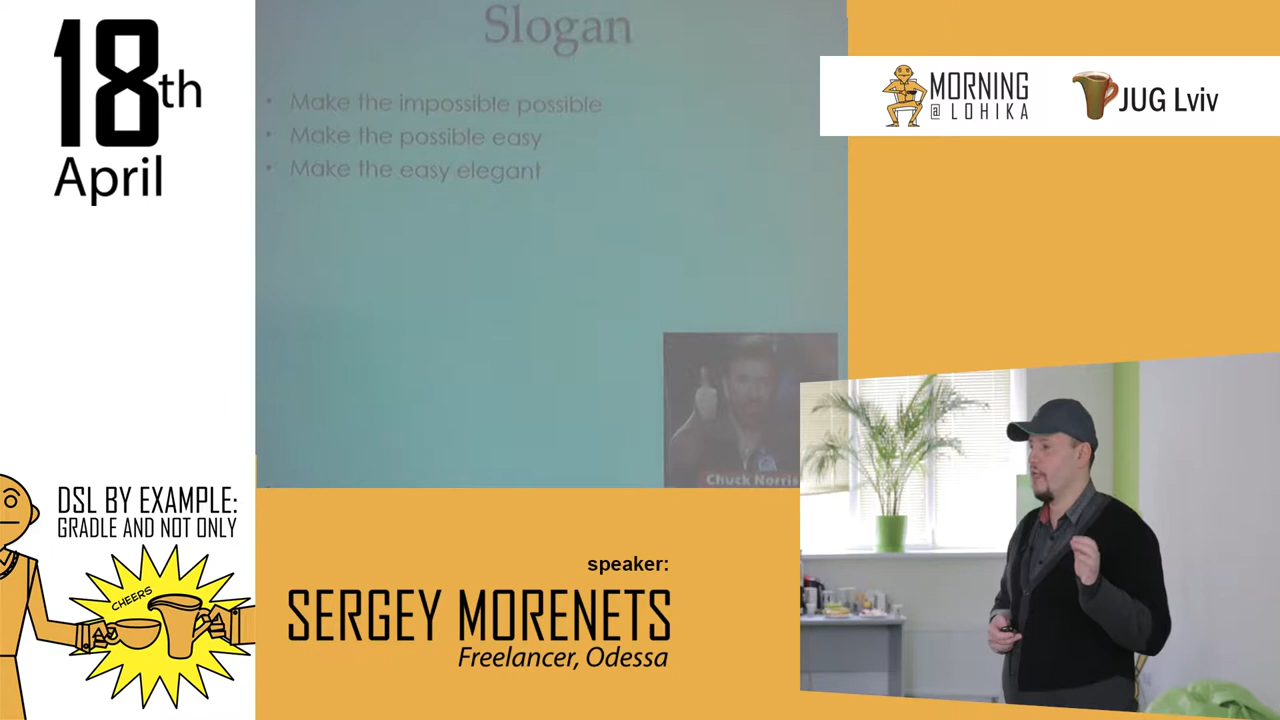 18th
April
Slogan
• Make the impossible possible
• Make the possible easy
• Make the easy elegant
Chuck Norris
MORNING
@ LOHIKA
JUG Lviv
DSL BY EXAMPLE:
GRADLE AND NOT ONLY
CHEERS
speaker:
SERGEY MORENETS
Freelancer, Odessa